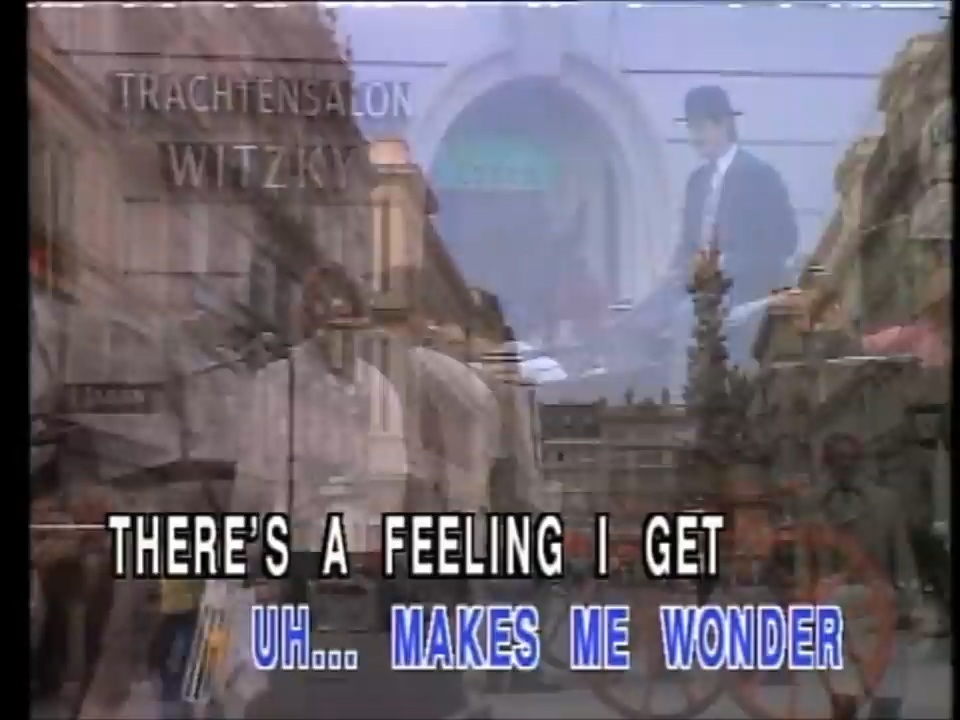 TRACHTENSALON
WITZKY
THERE'S A FEELING I GET
UH... MAKES ME WONDER